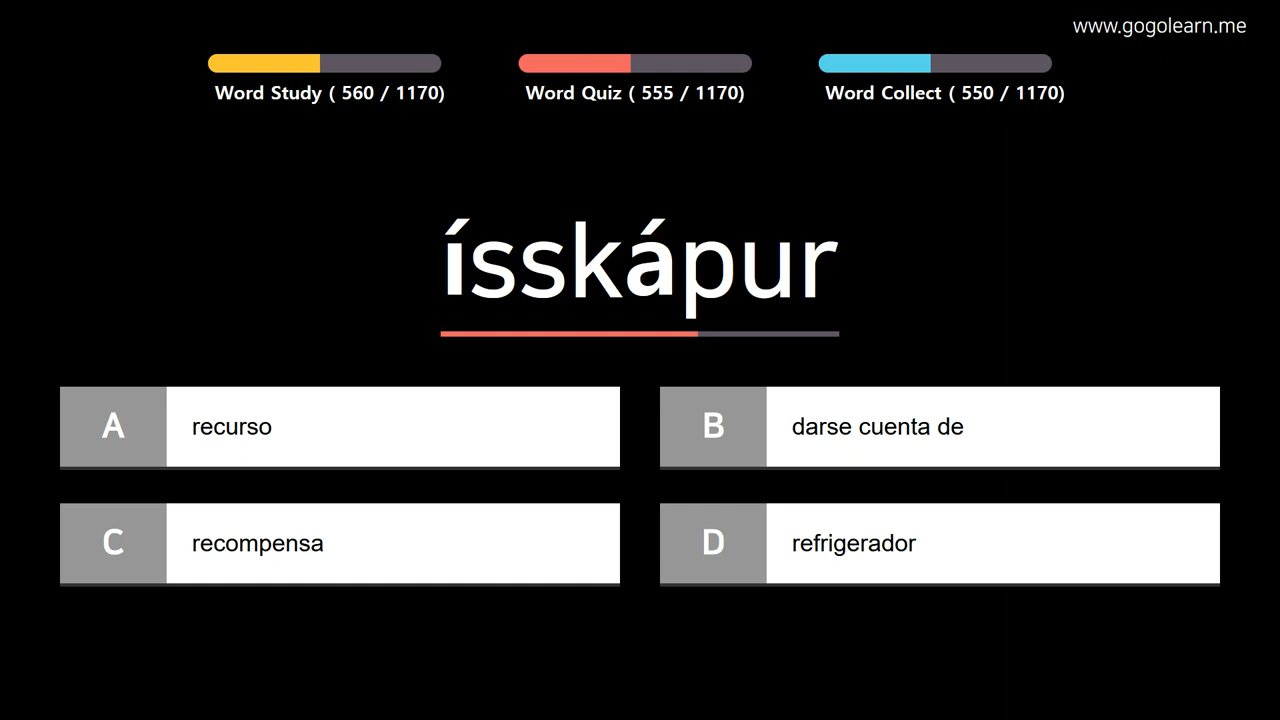 www.gogolearn.me
Word Study ( 560 / 1170)
Word Quiz ( 555 / 1170)
Word Collect ( 550 / 1170)
ísskápur
A recurso
B darse cuenta de
C recompensa
D refrigerador